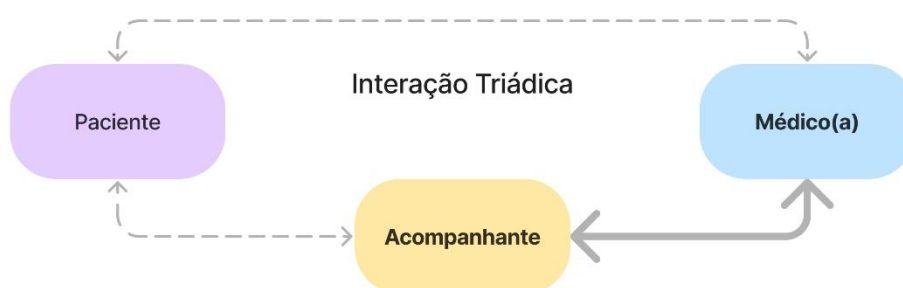 Interação Triádica
Paciente
Médico(a)
Acompanhante